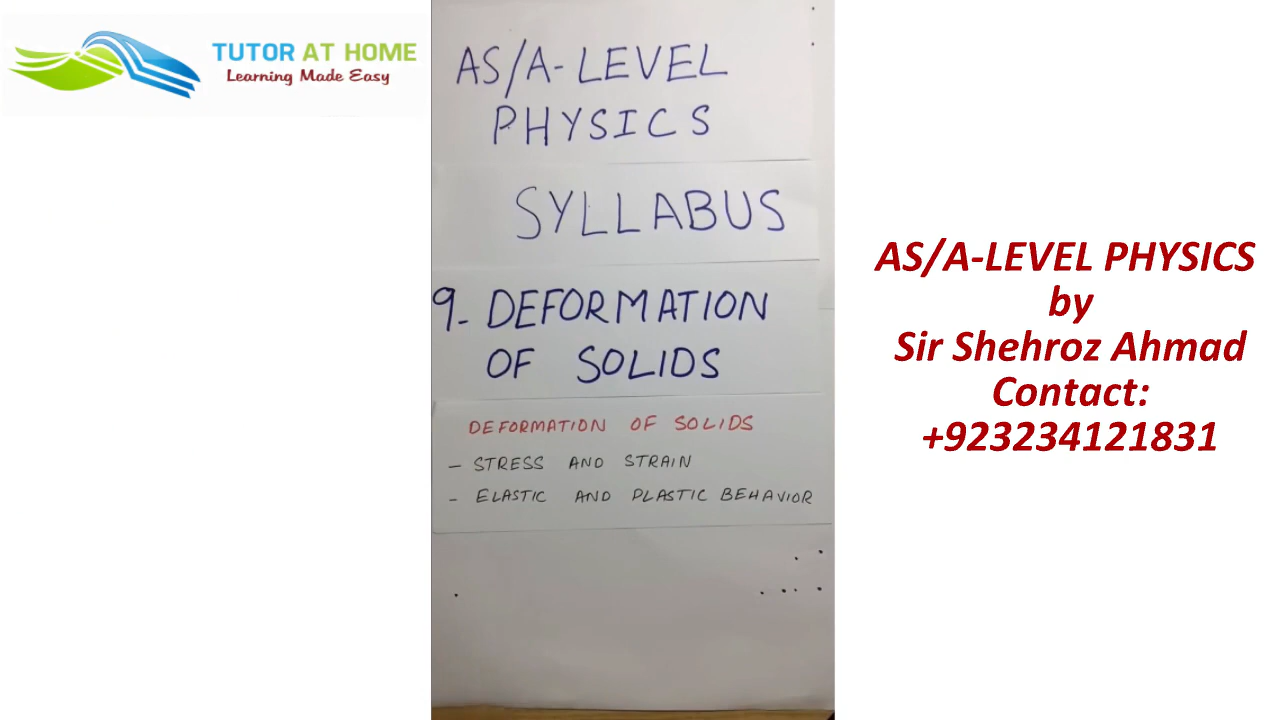 TUTOR AT HOME
Learning Made Easy
AS/A-LEVEL
PHYSICS
SYLLABUS
9- DEFORMATION
OF SOLIDS
DEFORMATION OF SOLIDS
- STRESS AND STRAIN
- ELASTIC AND PLASTIC BEHAVIOR
AS/A-LEVEL PHYSICS
by
Sir Shehroz Ahmad
Contact:
+923234121831